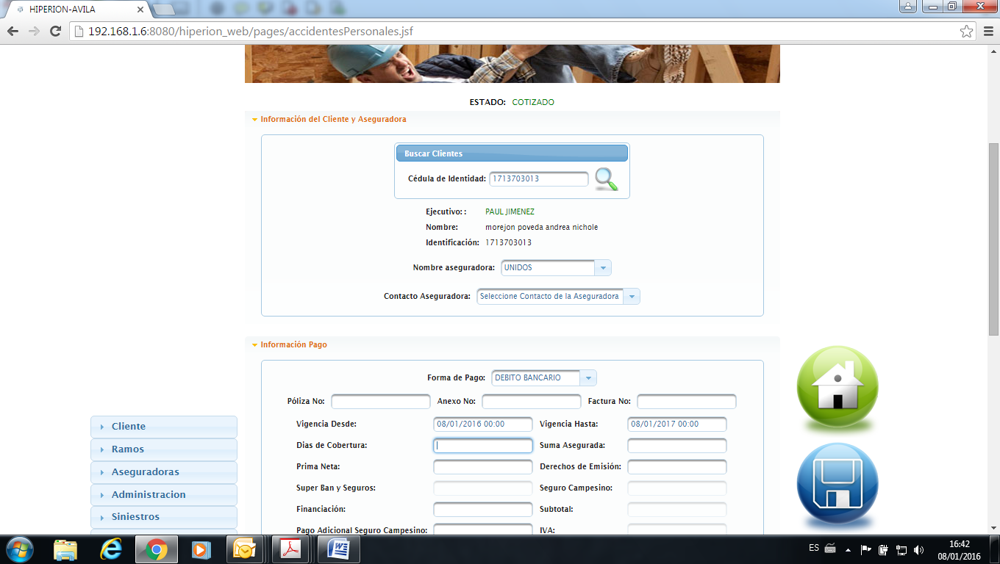 HIPERION-AVILA
192.168.1.6:8080/hiperion_web/pages/accidentesPersonales.jsf
ESTADO: COTIZADO
Información del Cliente y Aseguradora
Buscar Clientes
Cédula de Identidad: 1713703013
Ejecutivo: : PAUL JIMENEZ
Nombre: morejon poveda andrea nichole
Identificación: 1713703013
Nombre aseguradora: UNIDOS
Contacto Aseguradora: Seleccione Contacto de la Aseguradora
Información Pago
Forma de Pago: DEBITO BANCARIO
Póliza No: Anexo No: Factura No:
Vigencia Desde: 08/01/2016 00:00 Vigencia Hasta: 08/01/2017 00:00
Dias de Cobertura: Suma Asegurada:
Prima Neta: Derechos de Emisión:
Super Ban y Seguros: Seguro Campesino:
Financiación: Subtotal:
Pago Adicional Seguro Campesino: IVA:
Cliente
Ramos
Aseguradoras
Administracion
Siniestros
ES
16:42
08/01/2016